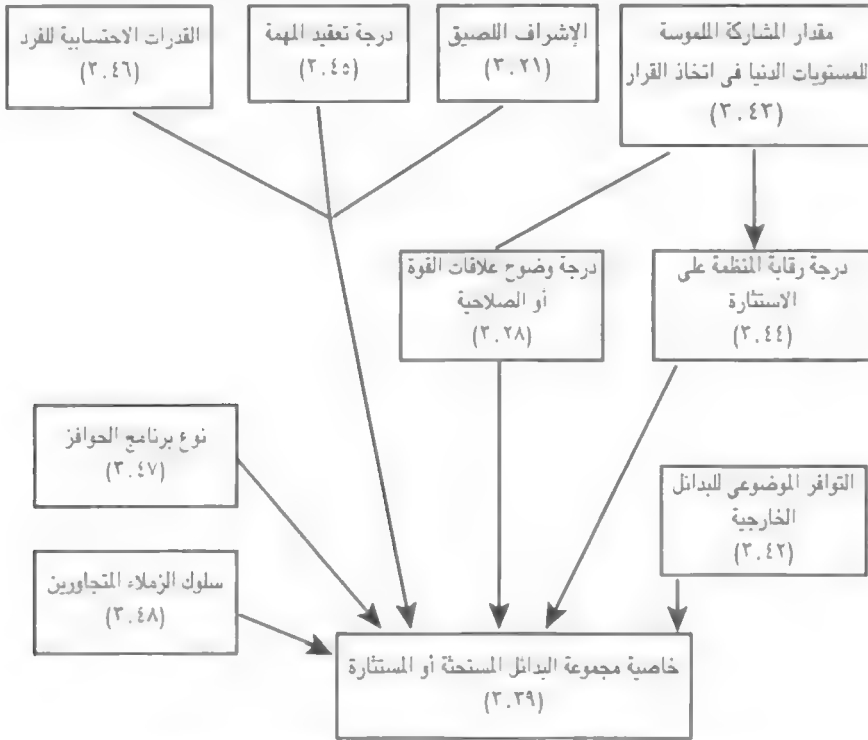 مقدار المشاركة الملموسة
للمستويات الدنيا فى اتخاذ القرار
(٣.٤٣)
الإشراف اللصيق
(٣.٢١)
درجة تعقيد المهمة
(٣.٤٥)
القدرات الاحتسابية للفرد
(٣.٤٦)
درجة رقابة المنظمة على
الاستثارة
(٣.٤٤)
درجة وضوح علاقات القوة
أو الصلاحية
(٣.٢٨)
نوع برنامج الحوافز
(٣.٤٧)
التوافر الموضوعى للبدائل
الخارجية
(٣.٤٢)
سلوك الزملاء المتجاورين
(٣.٤٨)
خاصية مجموعة البدائل المستحثة أو المستثارة
(٣.٣٩)